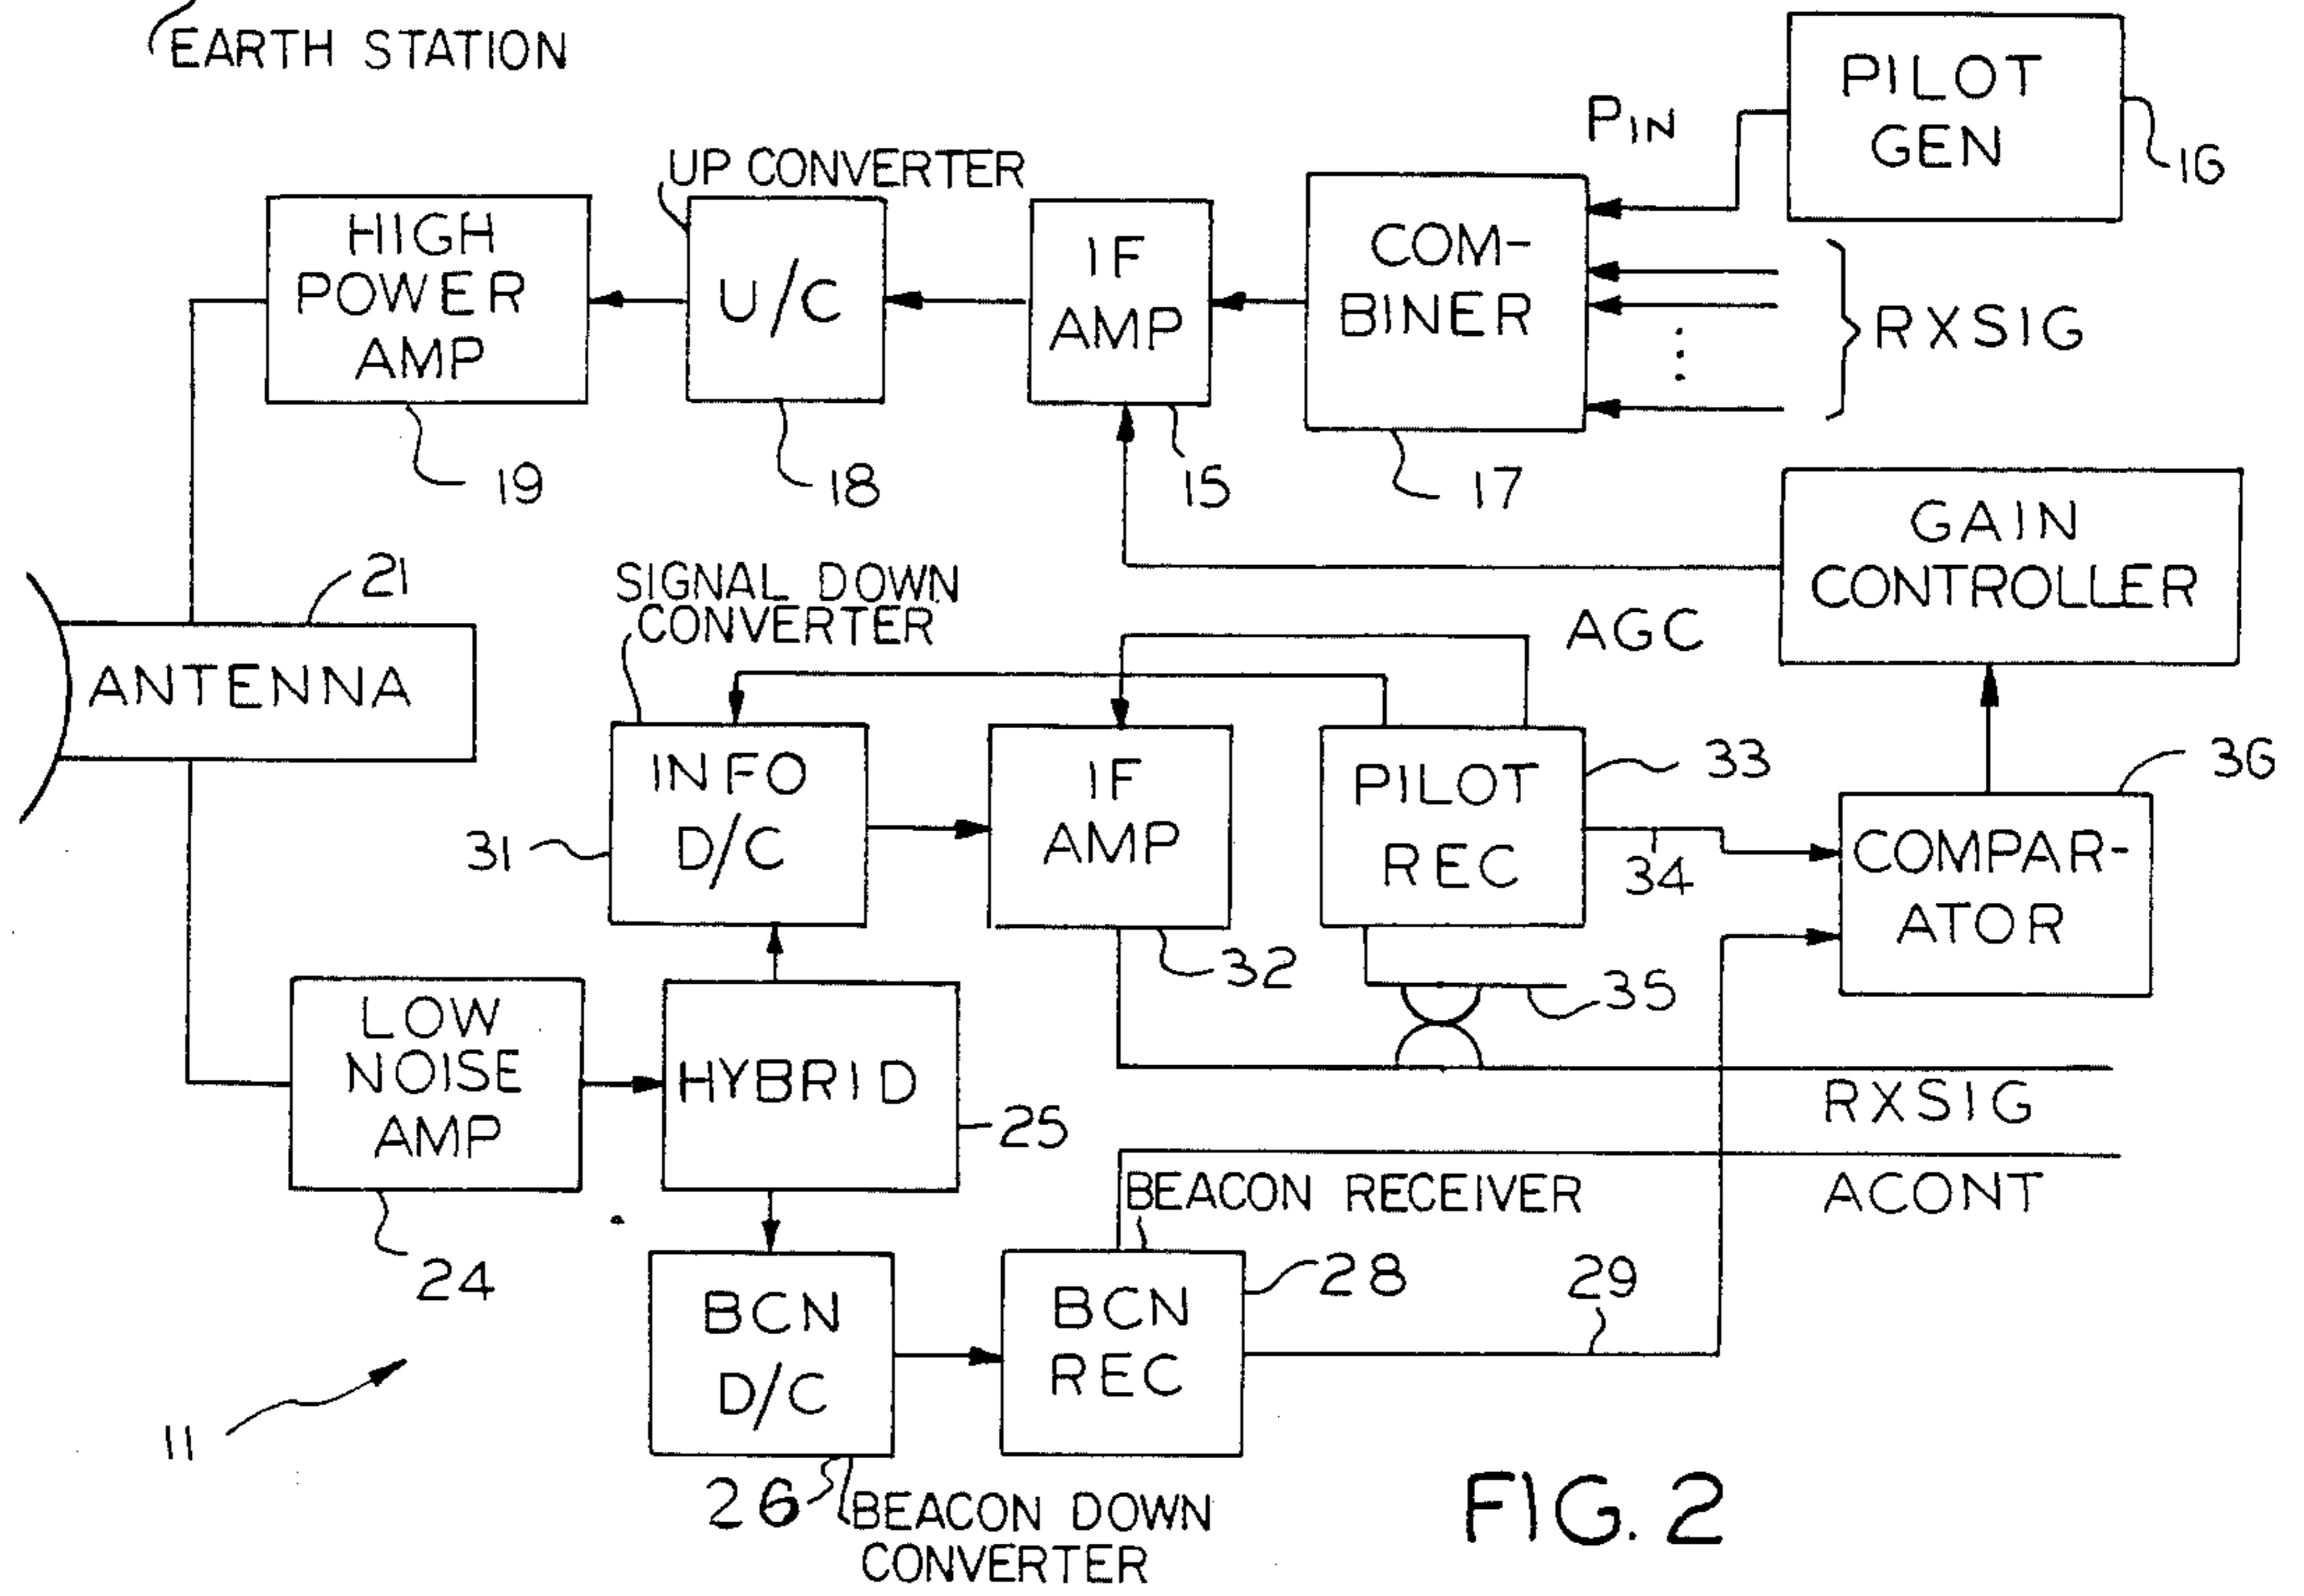 EARTH STATION
PILOT
GEN
16
PIN
UP CONVERTER
HIGH
POWER
AMP
19
U/C
18
IF
AMP
15
COM-
BINER
17
RXSIG
GAIN
CONTROLLER
AGC
21
ANTENNA
SIGNAL DOWN
CONVERTER
INFO
D/C
31
IF
AMP
32
PILOT
REC
33
34
35
36
COMPAR-
ATOR
LOW
NOISE
AMP
24
HYBRID
25
RXSIG
ACONT
BEACON RECEIVER
BCN
D/C
26
BEACON DOWN
CONVERTER
BCN
REC
28
29
11
FIG. 2